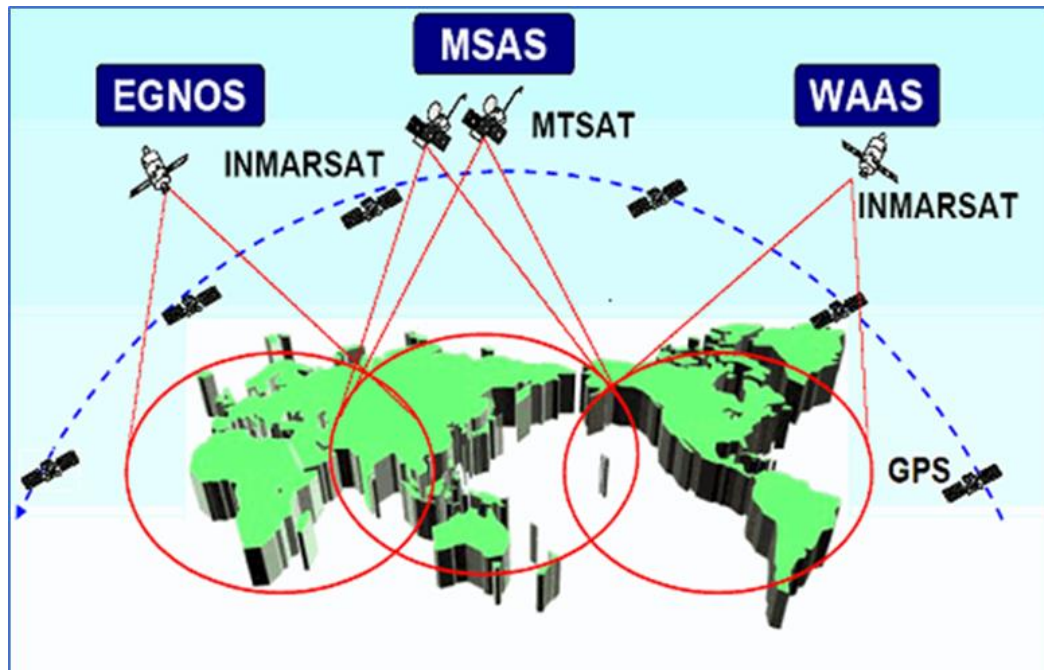 MSAS
EGNOS
WAAS
MTSAT
INMARSAT
INMARSAT
GPS